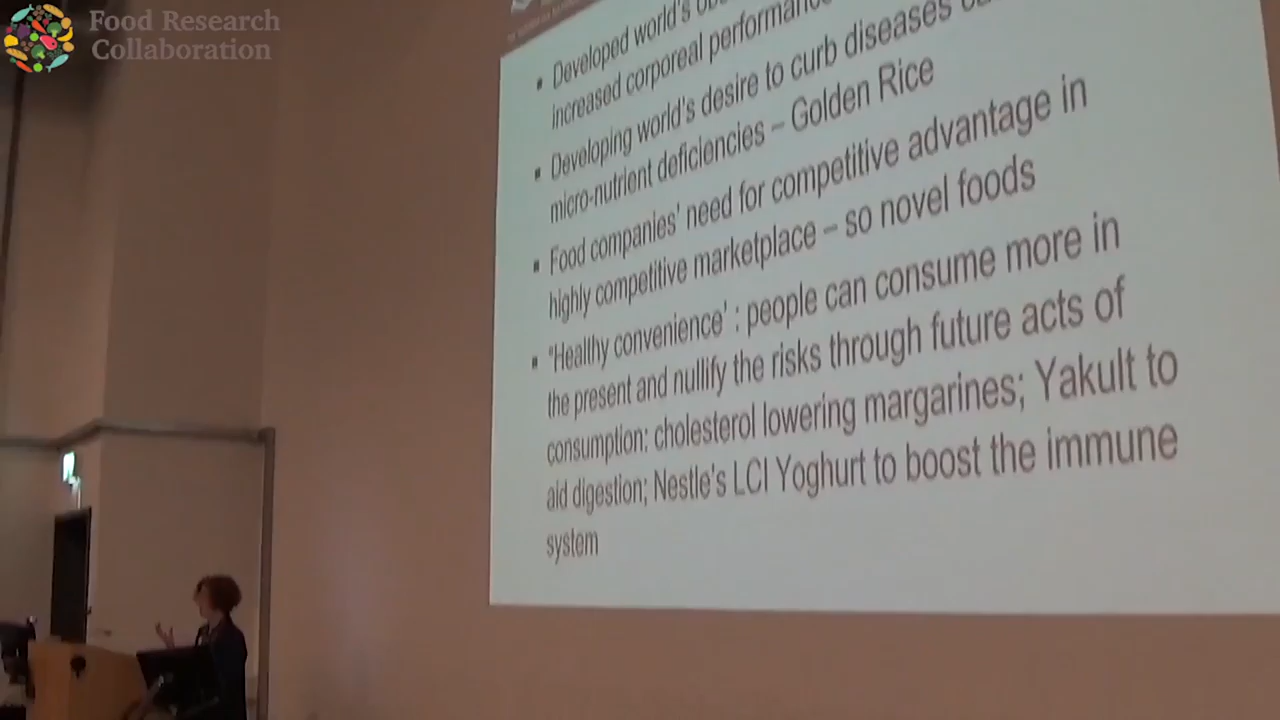 Food Research
Collaboration
▪ Developed world's
increased corporeal performance
▪ Developing world's desire to curb diseases
micro-nutrient deficiencies – Golden Rice
▪ Food companies' need for competitive advantage in
highly competitive marketplace – so novel foods
▪ "Healthy convenience' : people can consume more in
the present and nullify the risks through future acts of
consumption: cholesterol lowering margarines; Yakult to
aid digestion; Nestle's LCI Yoghurt to boost the immune
system